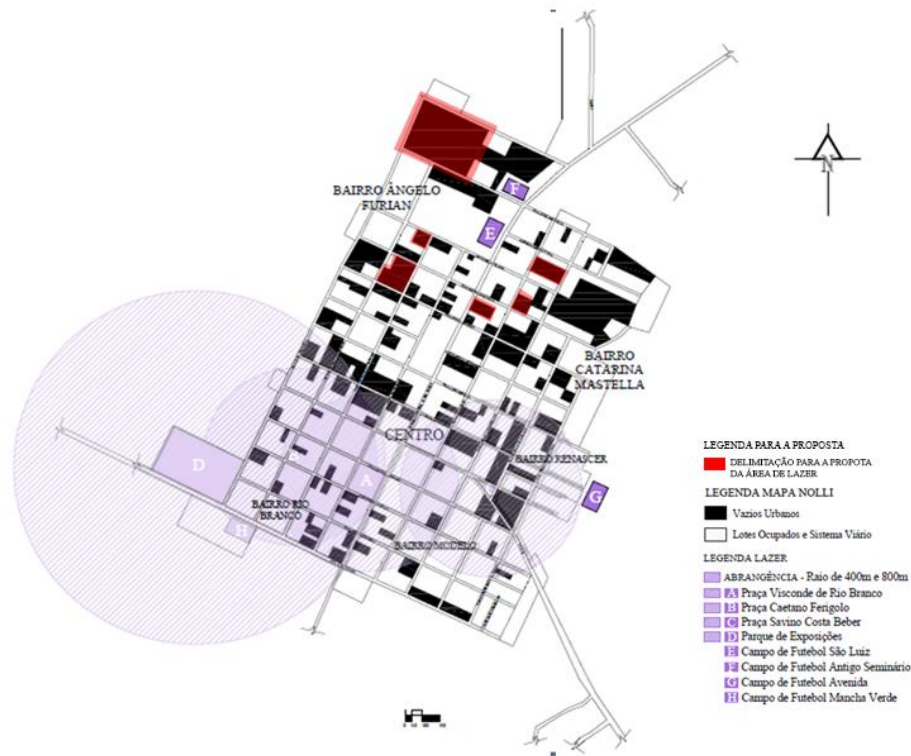 N
F
BAIRRO ÂNGELO
FURIAN
E
BAIRRO
CATARINA
MASTELLA
CENTRO
BAIRRO RENASCER
D
A
G
BAIRRO RIO
BRANCO
H
BAIRRO MODELO
LEGENDA PARA A PROPOSTA
DELIMITAÇÃO PARA A PROPOTA
DA ÁREA DE LAZER
LEGENDA MAPA NOLLI
Vazios Urbanos
Lotes Ocupados e Sistema Viário
LEGENDA LAZER
ABRANGÊNCIA - Raio de 400m e 800m
A Praça Visconde de Rio Branco
B Praça Caetano Ferigolo
C Praça Savino Costa Beber
D Parque de Exposições
E Campo de Futebol São Luiz
F Campo de Futebol Antigo Seminário
G Campo de Futebol Avenida
H Campo de Futebol Mancha Verde